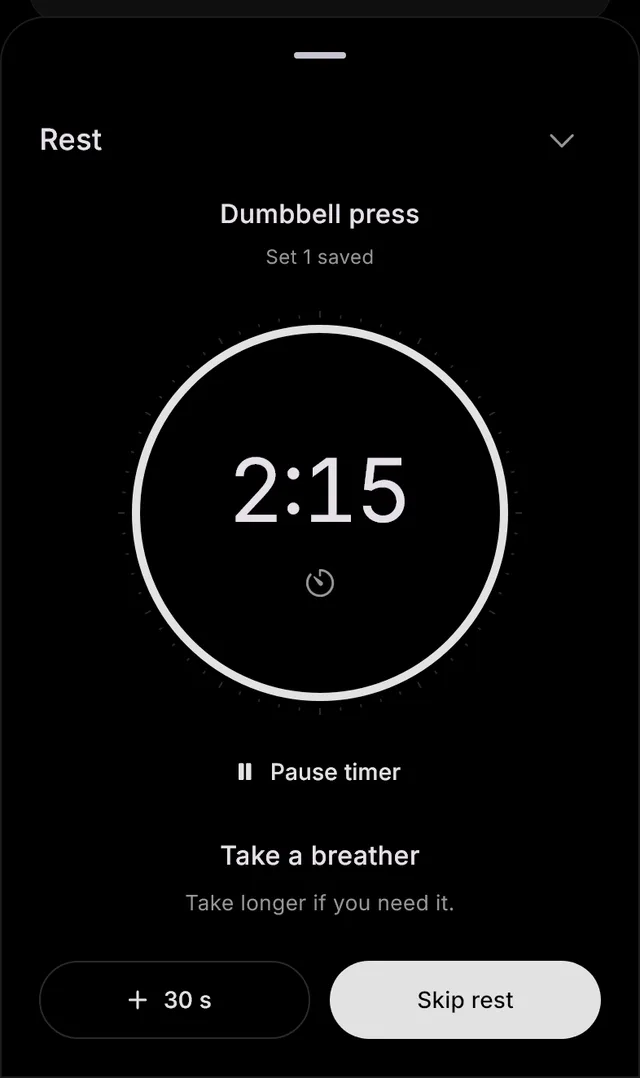 Rest
Dumbbell press
Set 1 saved
2:15
Pause timer
Take a breather
Take longer if you need it.
+ 30 s
Skip rest